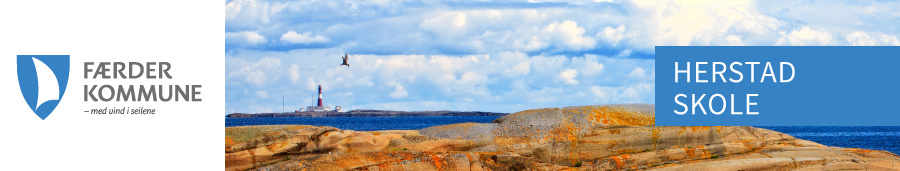 FÆRDER
KOMMUNE
– med vind i seilene
HERSTAD
SKOLE